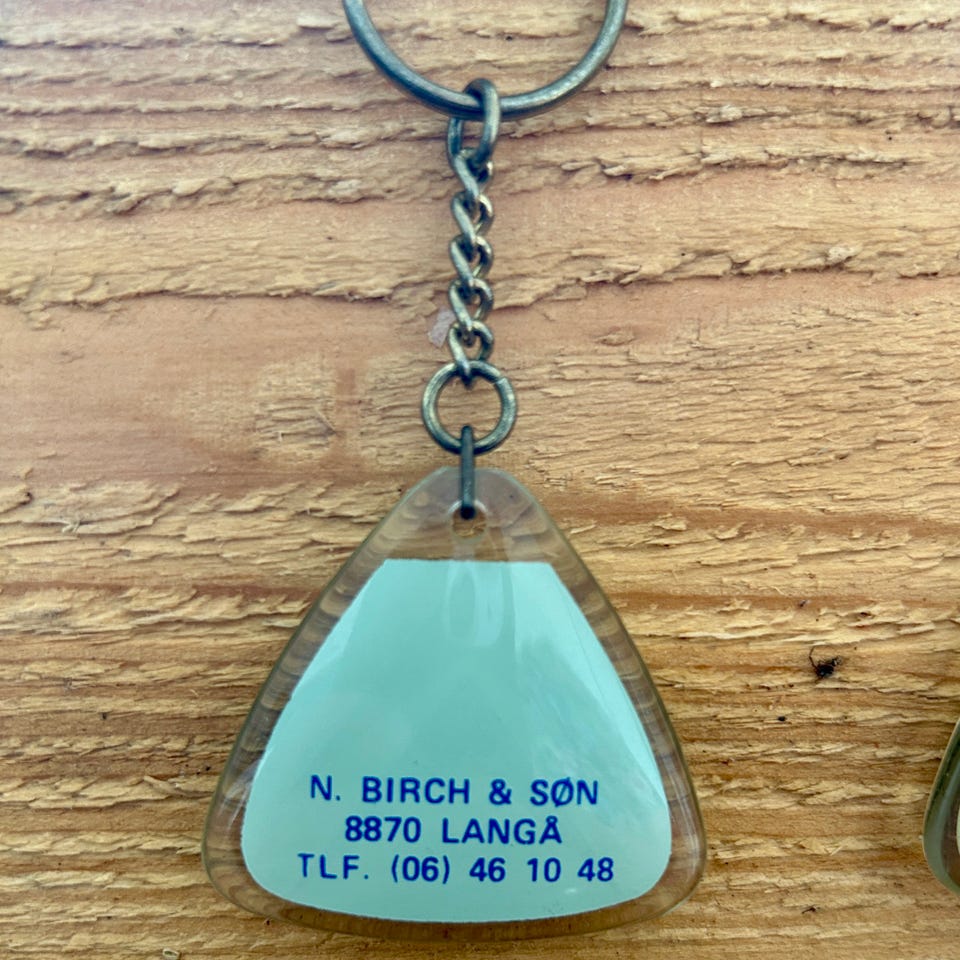 N. BIRCH & SØN
8870 LANGÅ
TLF. (06) 46 10 48